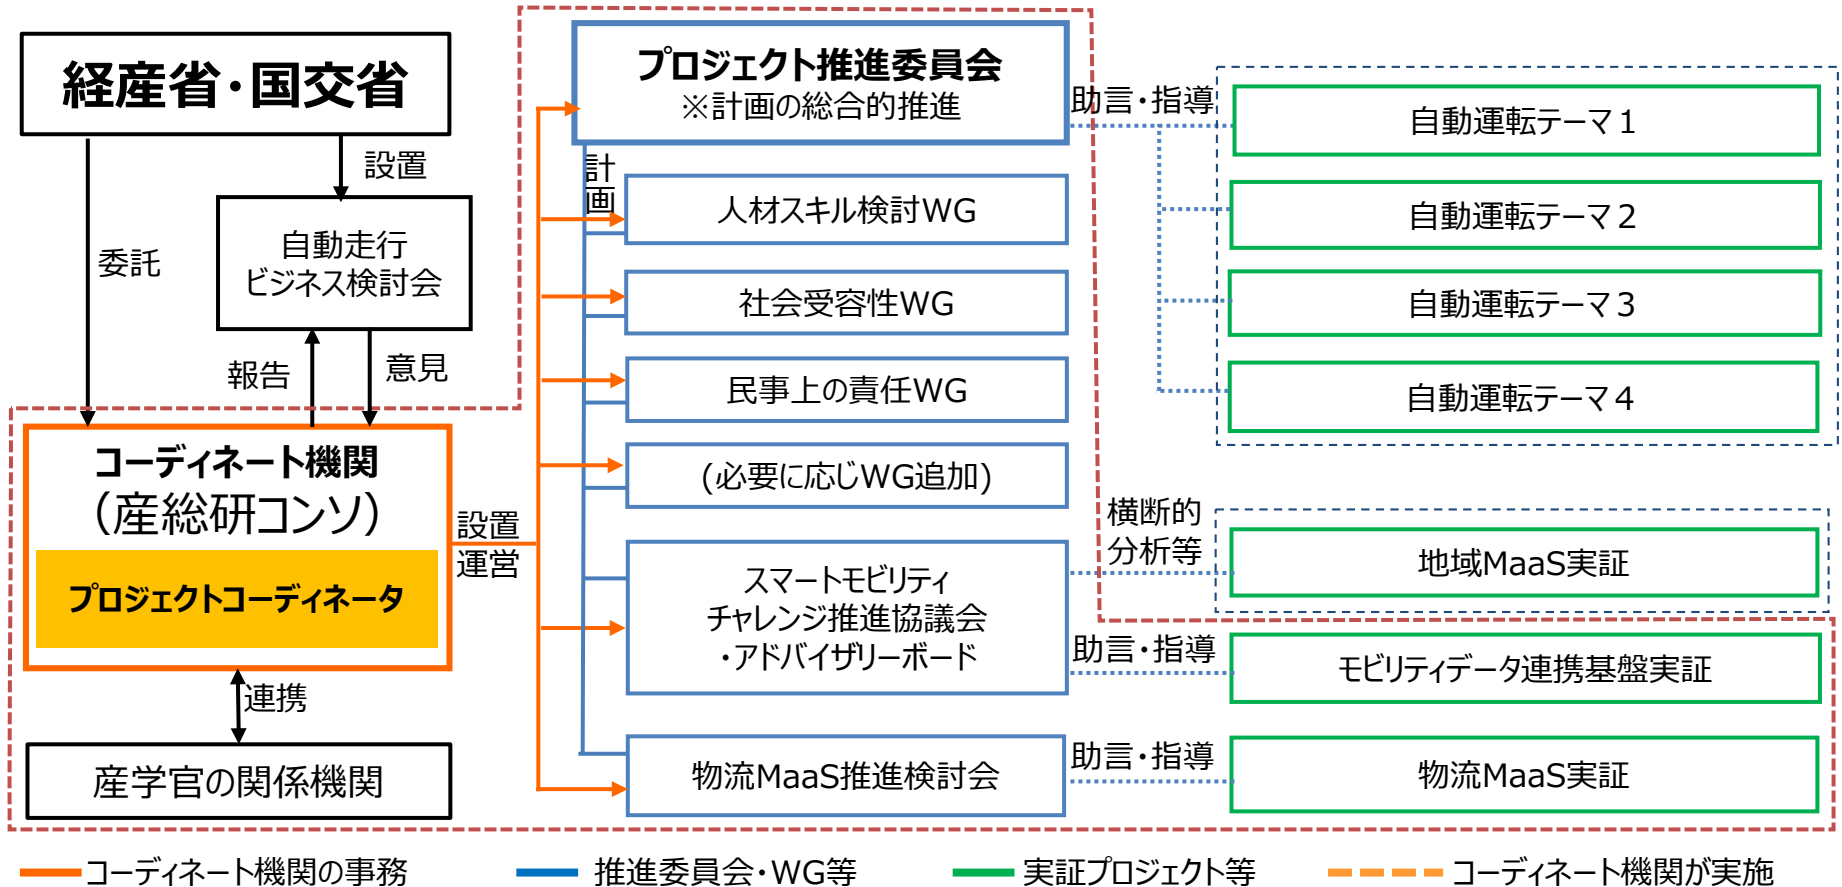 経産省・国交省
設置
委託
自動走行
ビジネス検討会
報告
意見
コーディネート機関
（産総研コンソ）
プロジェクトコーディネータ
連携
産学官の関係機関
設置
運営
プロジェクト推進委員会
※計画の総合的推進
計
画
人材スキル検討WG
社会受容性WG
民事上の責任WG
(必要に応じWG追加)
スマートモビリティ
チャレンジ推進協議会
・アドバイザリーボード
物流MaaS推進検討会
助言・指導
自動運転テーマ１
自動運転テーマ２
自動運転テーマ３
自動運転テーマ４
横断的
分析等
地域MaaS実証
助言・指導
モビリティデータ連携基盤実証
助言・指導
物流MaaS実証
コーディネート機関の事務
推進委員会・WG等
実証プロジェクト等
コーディネート機関が実施